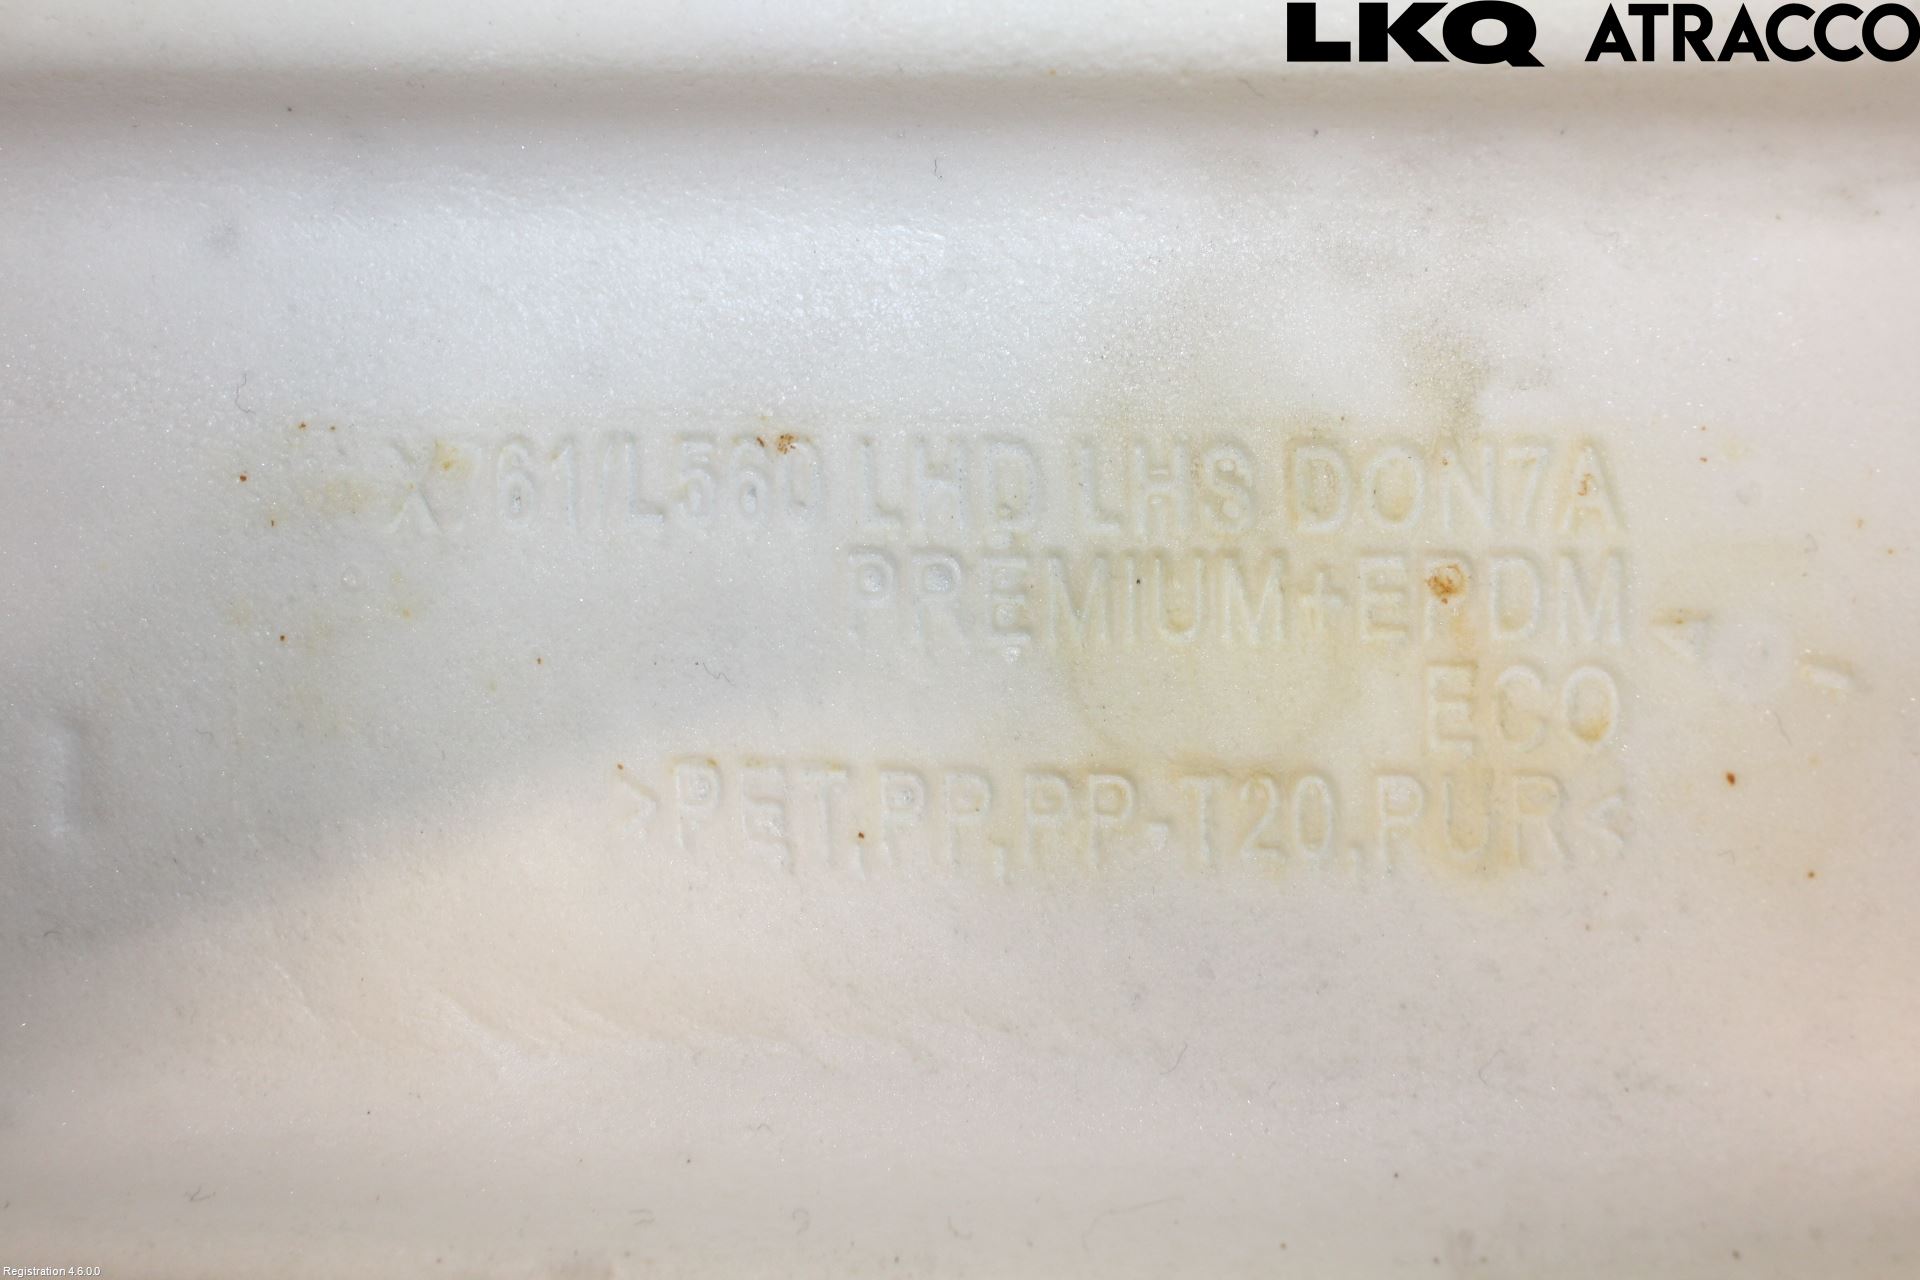 LKQ ATRACCO
X761/L560 LHD LHS DON7A
PREMIUM+EPDM
ECO
>PET,PP,PP-T20,PUR<
Registration 4.6.0.0